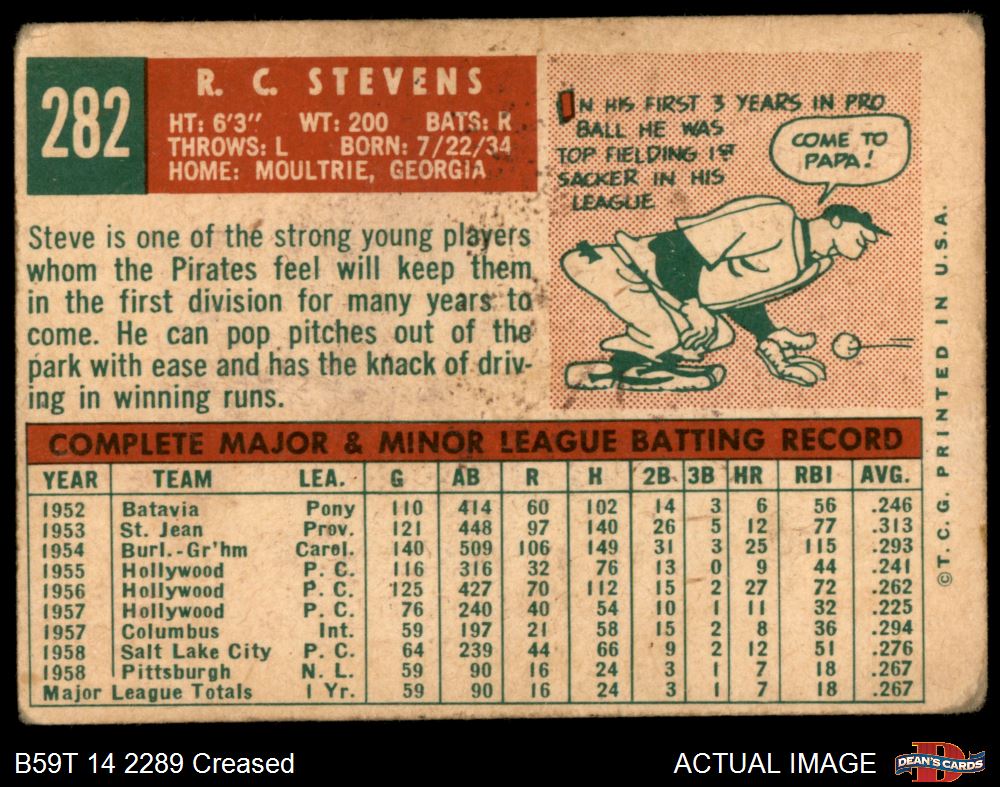 282
R. C. STEVENS
HT: 6'3" WT: 200 BATS: R
THROWS: L BORN: 7/22/34
HOME: MOULTRIE, GEORGIA
Steve is one of the strong young players
whom the Pirates feel will keep them
in the first division for many years to
come. He can pop pitches out of the
park with ease and has the knack of driv-
ing in winning runs.
IN HIS FIRST 3 YEARS IN PRO
BALL HE WAS
TOP FIELDING 1ST
SACKER IN HIS
LEAGUE
COME TO
PAPA!
COMPLETE MAJOR & MINOR LEAGUE BATTING RECORD
YEAR TEAM LEA. G AB R H 2B 3B HR RBI AVG.
1952 Batavia Pony 110 414 60 102 14 3 6 56 .246
1953 St. Jean Prov. 121 448 97 140 26 5 12 77 .313
1954 Burl.-Gr'hm Carol. 140 509 106 149 31 3 25 115 .293
1955 Hollywood P. C. 116 316 32 76 13 0 9 44 .241
1956 Hollywood P. C. 125 427 70 112 15 2 27 72 .262
1957 Hollywood P. C. 76 240 40 54 10 1 11 32 .225
1957 Columbus Int. 59 197 21 58 15 2 8 36 .294
1958 Salt Lake City P. C. 64 239 44 66 9 2 12 51 .276
1958 Pittsburgh N. L. 59 90 16 24 3 1 7 18 .267
Major League Totals 1 Yr. 59 90 16 24 3 1 7 18 .267
©T. C. G. PRINTED IN U.S.A.
B59T 14 2289 Creased
ACTUAL IMAGE
D
DEAN'S CARDS